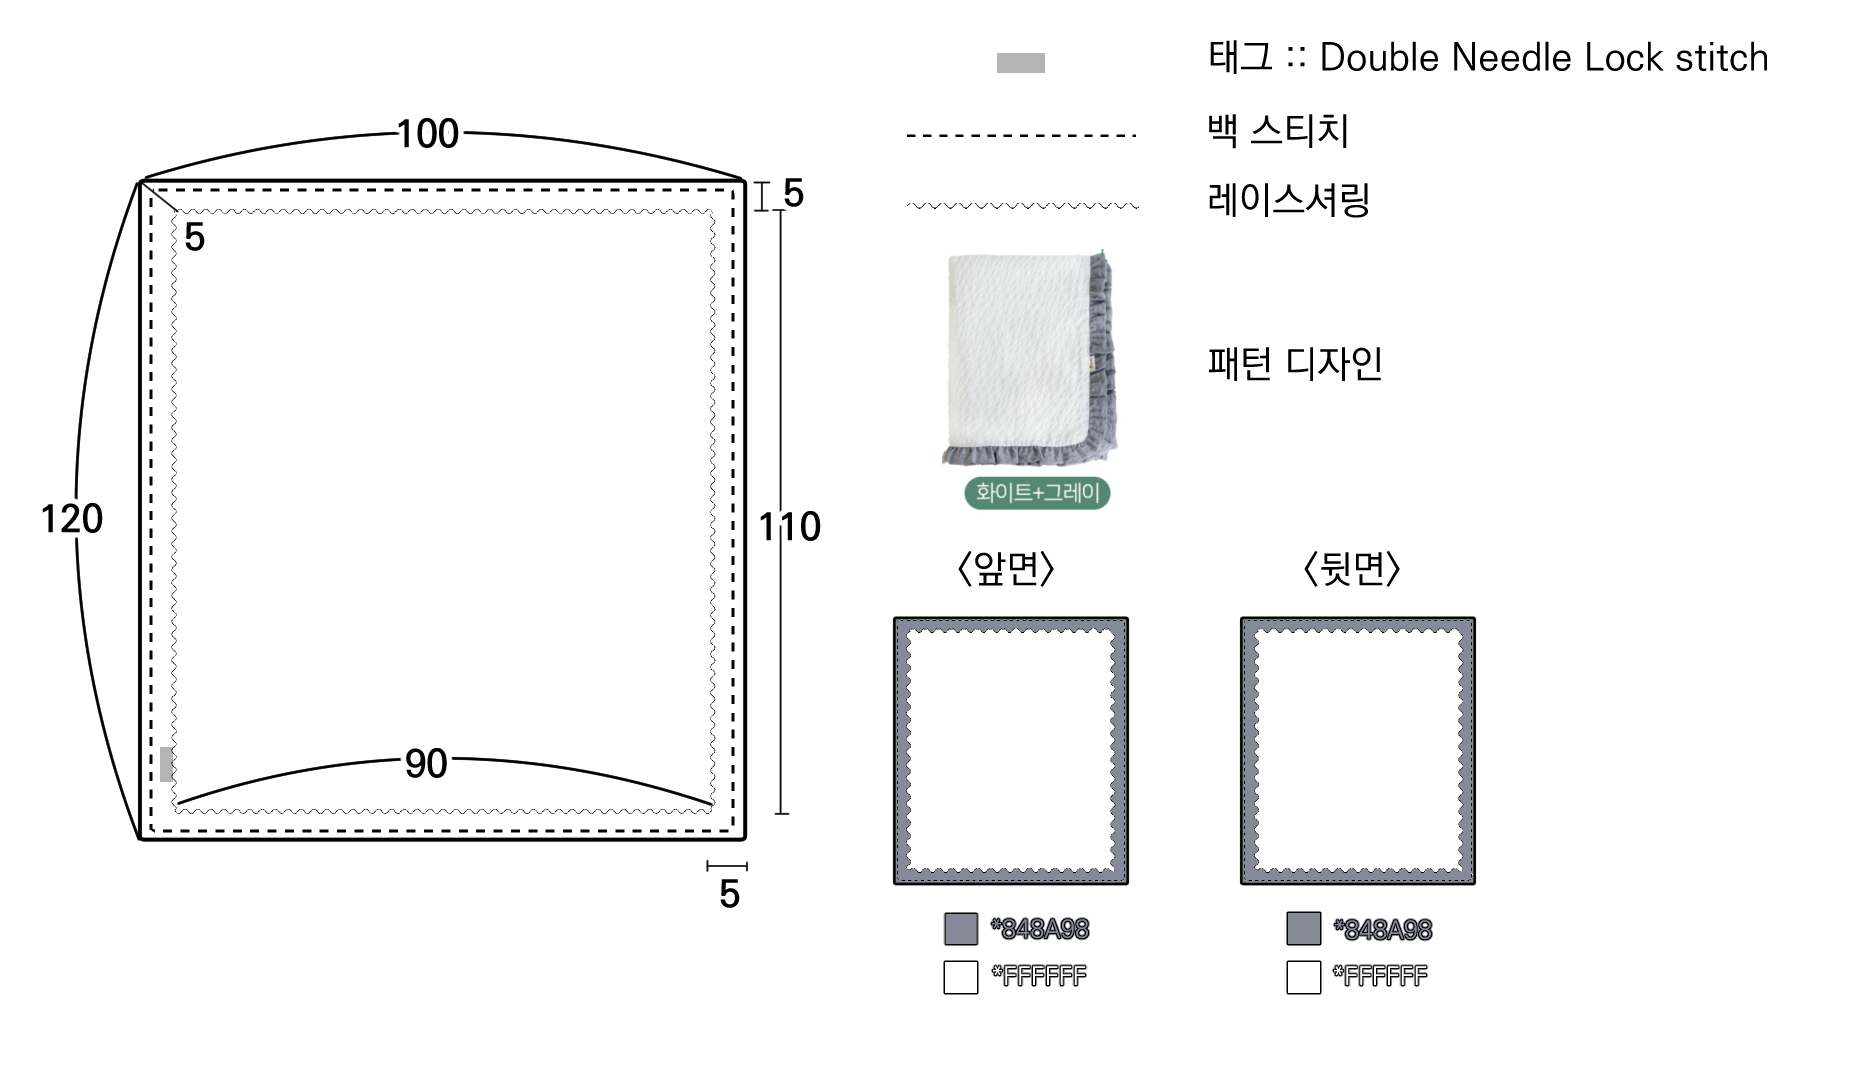 100
5
5
120
110
90
5
태그 :: Double Needle Lock stitch
백 스티치
레이스셔링
패턴 디자인
화이트+그레이
〈앞면〉
〈뒷면〉
*848A98
*FFFFFF
*848A98
*FFFFFF